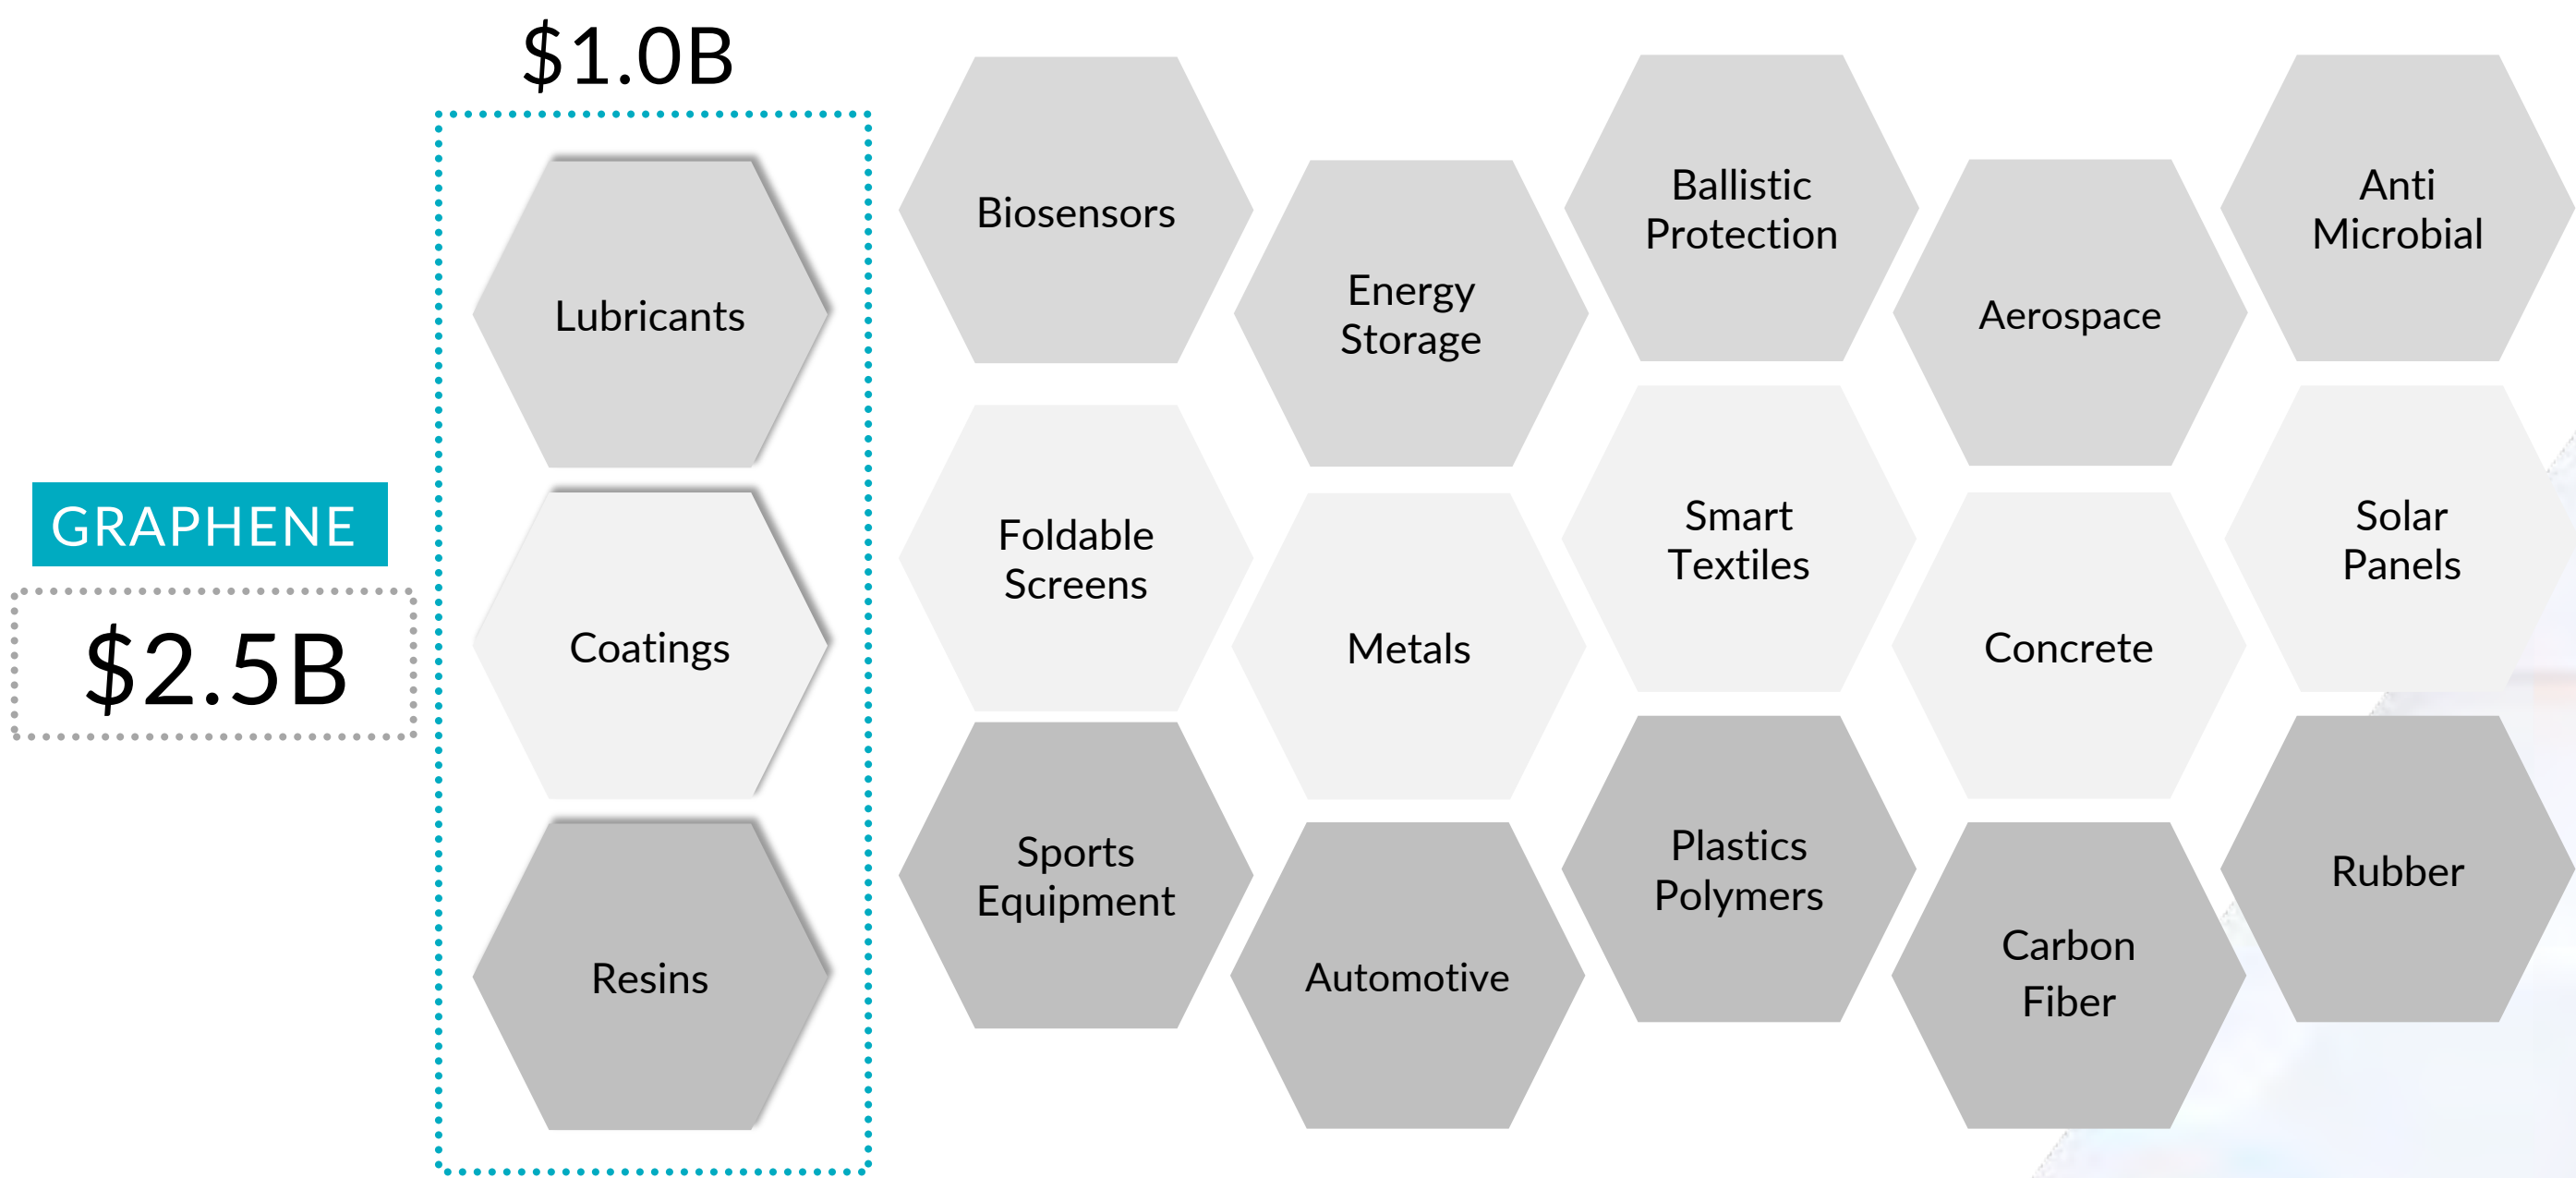 $1.0B
GRAPHENE
$2.5B
Lubricants
Coatings
Resins
Biosensors
Foldable
Screens
Sports
Equipment
Energy
Storage
Metals
Automotive
Ballistic
Protection
Smart
Textiles
Plastics
Polymers
Aerospace
Concrete
Carbon
Fiber
Anti
Microbial
Solar
Panels
Rubber